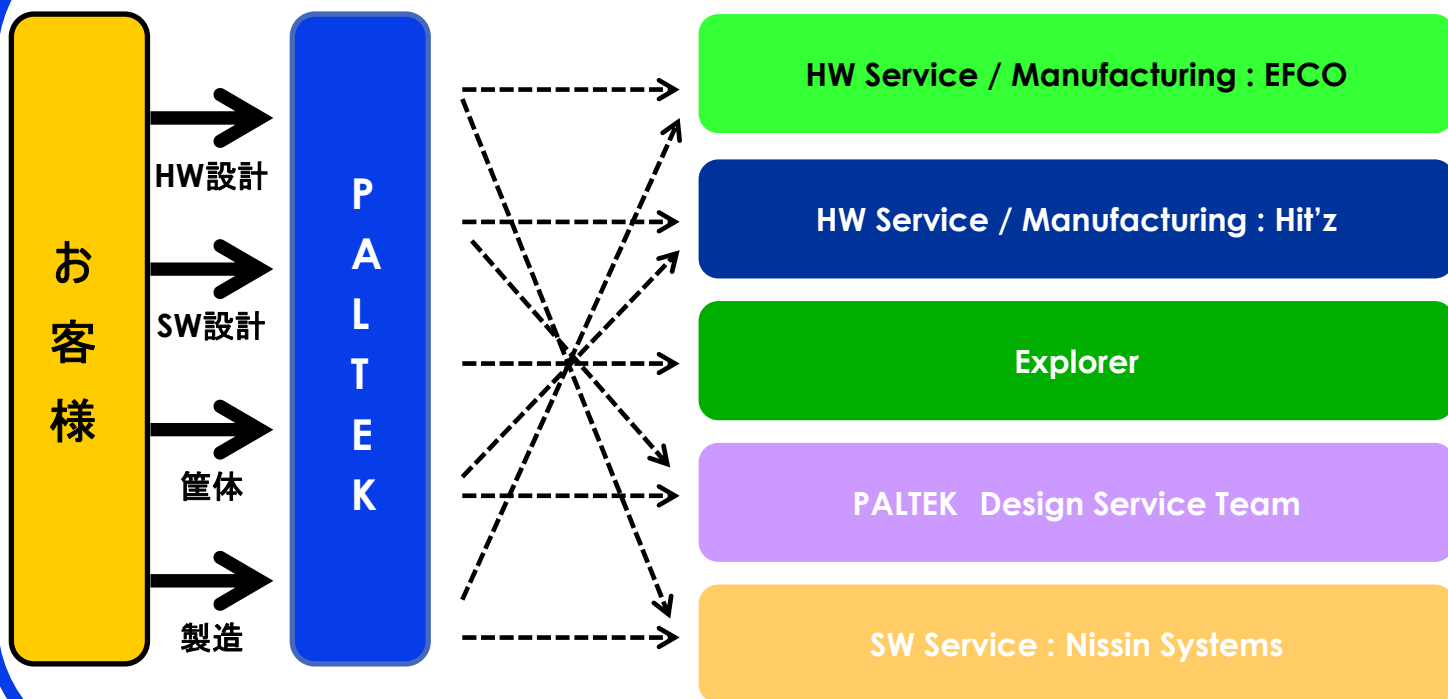 お客様
HW設計
SW設計
筐体
製造
PALTEK
HW Service / Manufacturing : EFCO
HW Service / Manufacturing : Hit’z
Explorer
PALTEK Design Service Team
SW Service : Nissin Systems